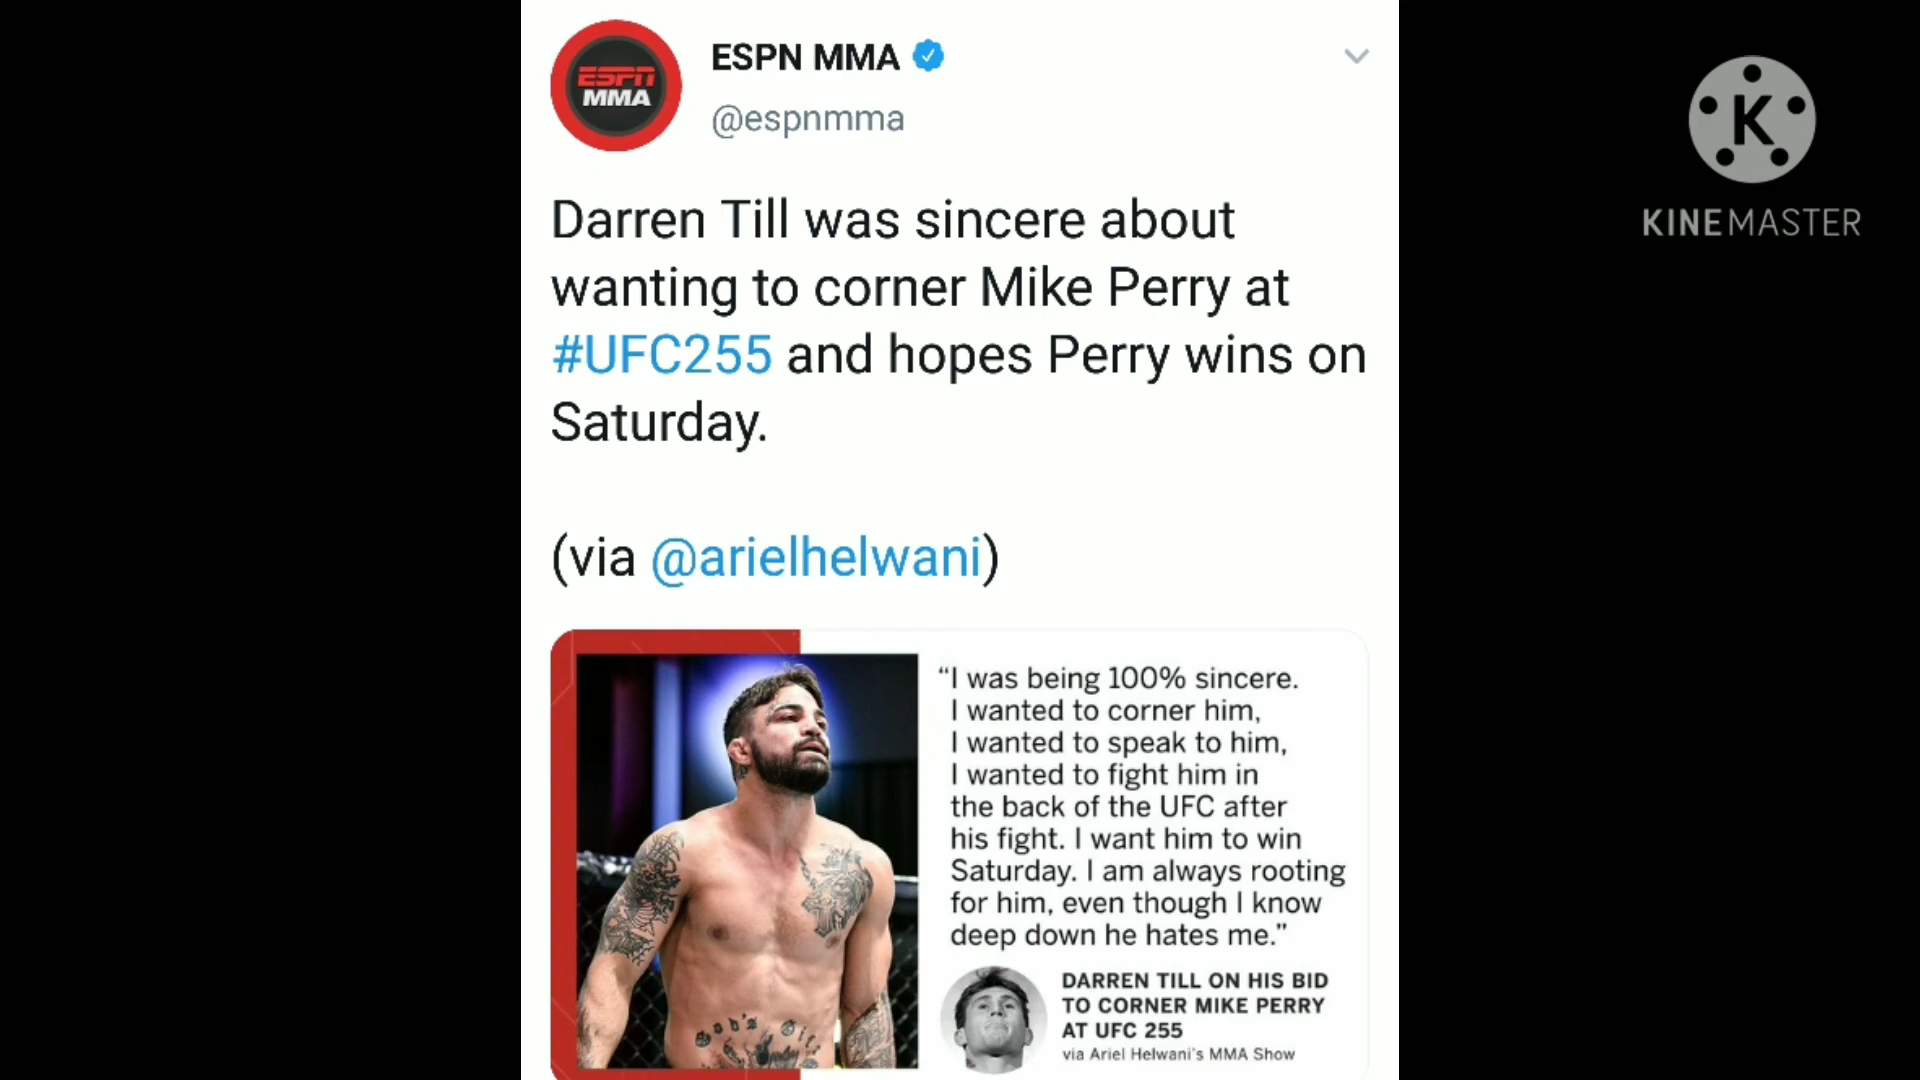 ESPN MMA
ESPN
MMA
@espnmma
Darren Till was sincere about
wanting to corner Mike Perry at
#UFC255 and hopes Perry wins on
Saturday.
(via @arielhelwani)
“I was being 100% sincere.
I wanted to corner him,
I wanted to speak to him,
I wanted to fight him in
the back of the UFC after
his fight. I want him to win
Saturday. I am always rooting
for him, even though I know
deep down he hates me.”
DARREN TILL ON HIS BID
TO CORNER MIKE PERRY
AT UFC 255
via Ariel Helwani's MMA Show
K
KINEMASTER